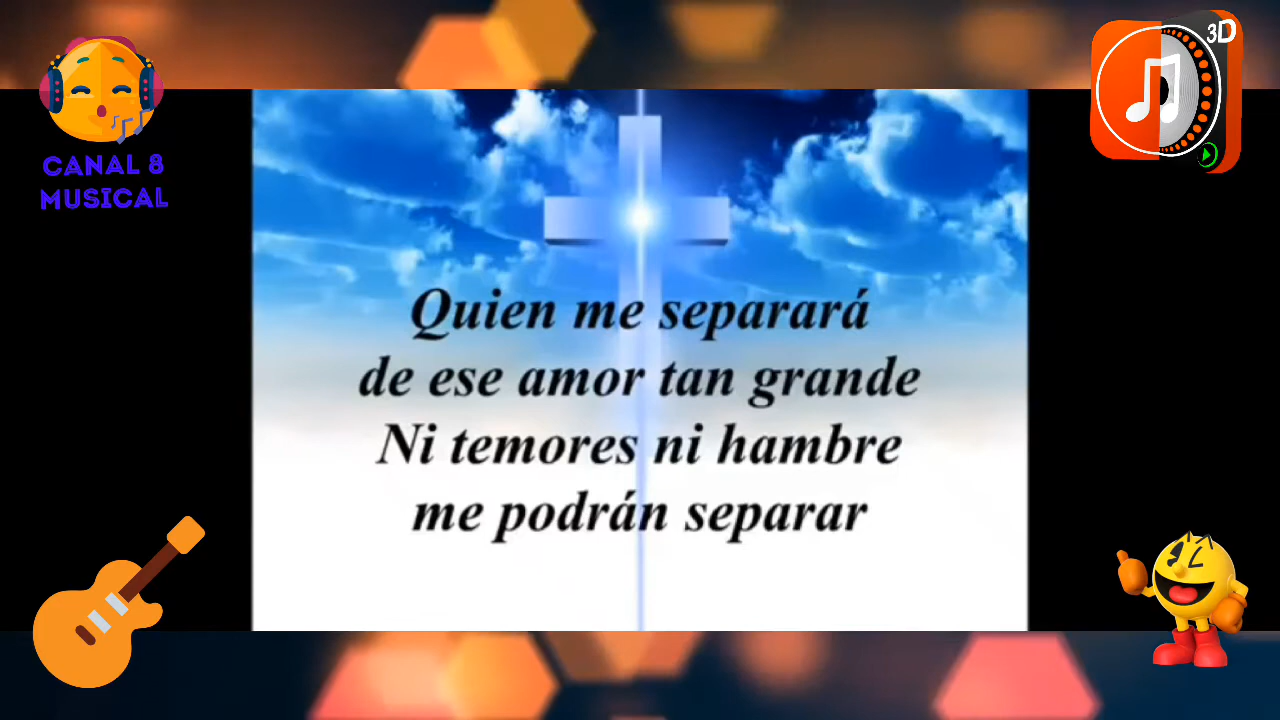 3D
CANAL 8
MUSICAL
Quien me separará
de ese amor tan grande
Ni temores ni hambre
me podrán separar